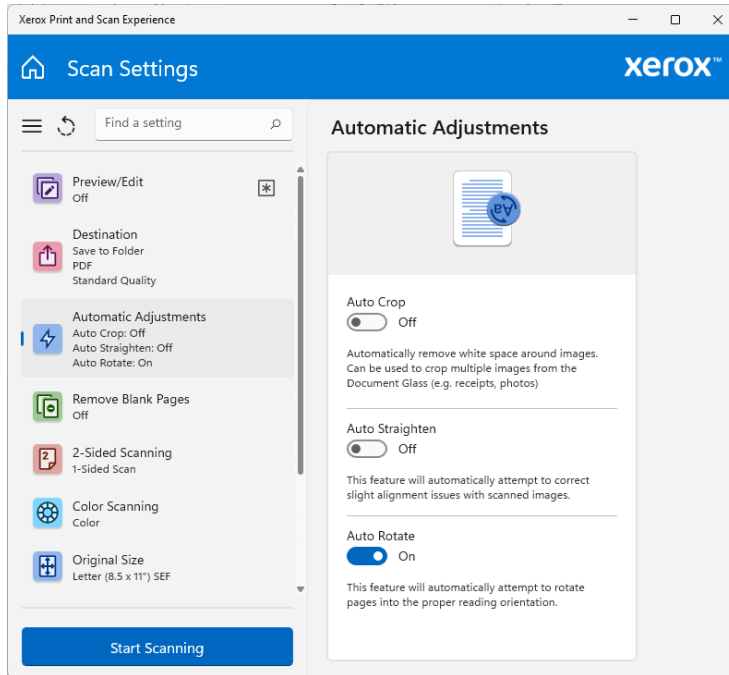 Xerox Print and Scan Experience
Scan Settings
xerox™
Find a setting
Preview/Edit
Off
Destination
Save to Folder
PDF
Standard Quality
Automatic Adjustments
Auto Crop: Off
Auto Straighten: Off
Auto Rotate: On
Remove Blank Pages
Off
2-Sided Scanning
1-Sided Scan
Color Scanning
Color
Original Size
Letter (8.5 x 11") SEF
Start Scanning
Automatic Adjustments
Aa
Auto Crop
Off
Automatically remove white space around images.
Can be used to crop multiple images from the
Document Glass (e.g. receipts, photos)
Auto Straighten
Off
This feature will automatically attempt to correct
slight alignment issues with scanned images.
Auto Rotate
On
This feature will automatically attempt to rotate
pages into the proper reading orientation.